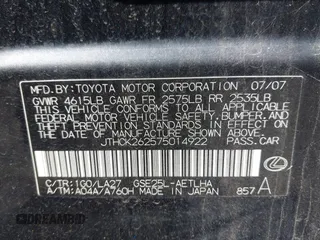 MFD.BY:TOYOTA MOTOR CORPORATION 07/07
GVWR 4615LB GAWR FR 2575LB RR 2535LB
THIS VEHICLE CONFORMS TO ALL APPLICABLE
FEDERAL MOTOR VEHICLE SAFETY,
BUMPER, AND THEFT PREVENTION STANDARDS
IN EFFECT ON THE DATE OF
MANUFACTURE SHOWN ABOVE.
JTHCK262575014922 PASS.CAR
C/TR:1G0/LA27 GSE25L-AETLHA
A/TM:A04A/A760H MADE IN JAPAN 857 A